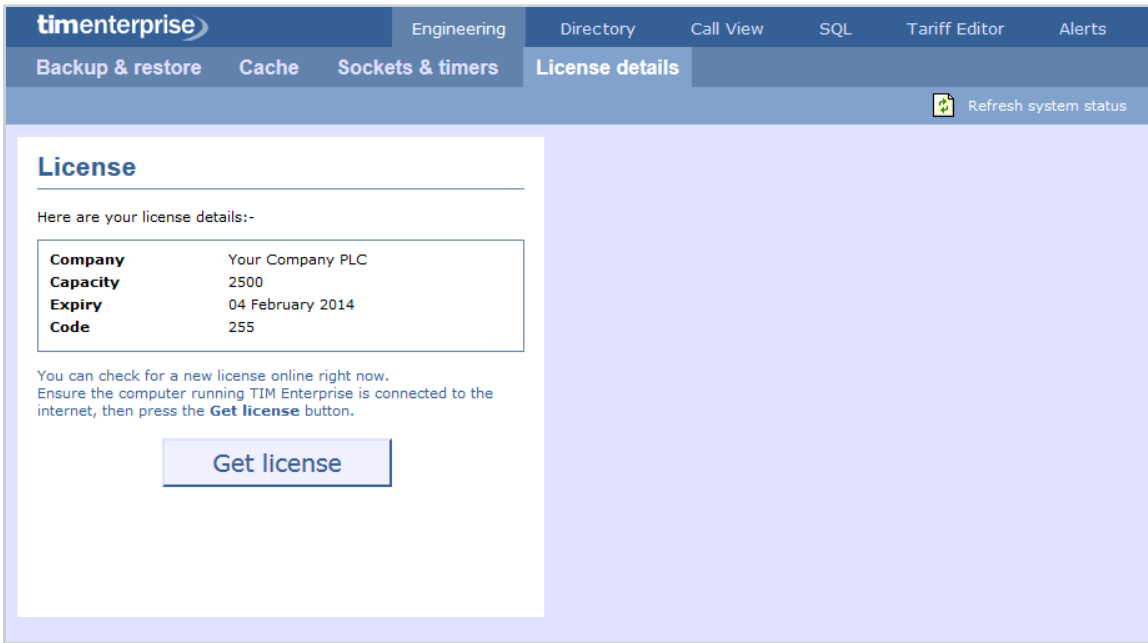 timenterprise Engineering Directory Call View SQL Tariff Editor Alerts
Backup & restore Cache Sockets & timers License details
Refresh system status
License
Here are your license details:-
Company Your Company PLC
Capacity 2500
Expiry 04 February 2014
Code 255
You can check for a new license online right now.
Ensure the computer running TIM Enterprise is connected to the
internet, then press the Get license button.
Get license